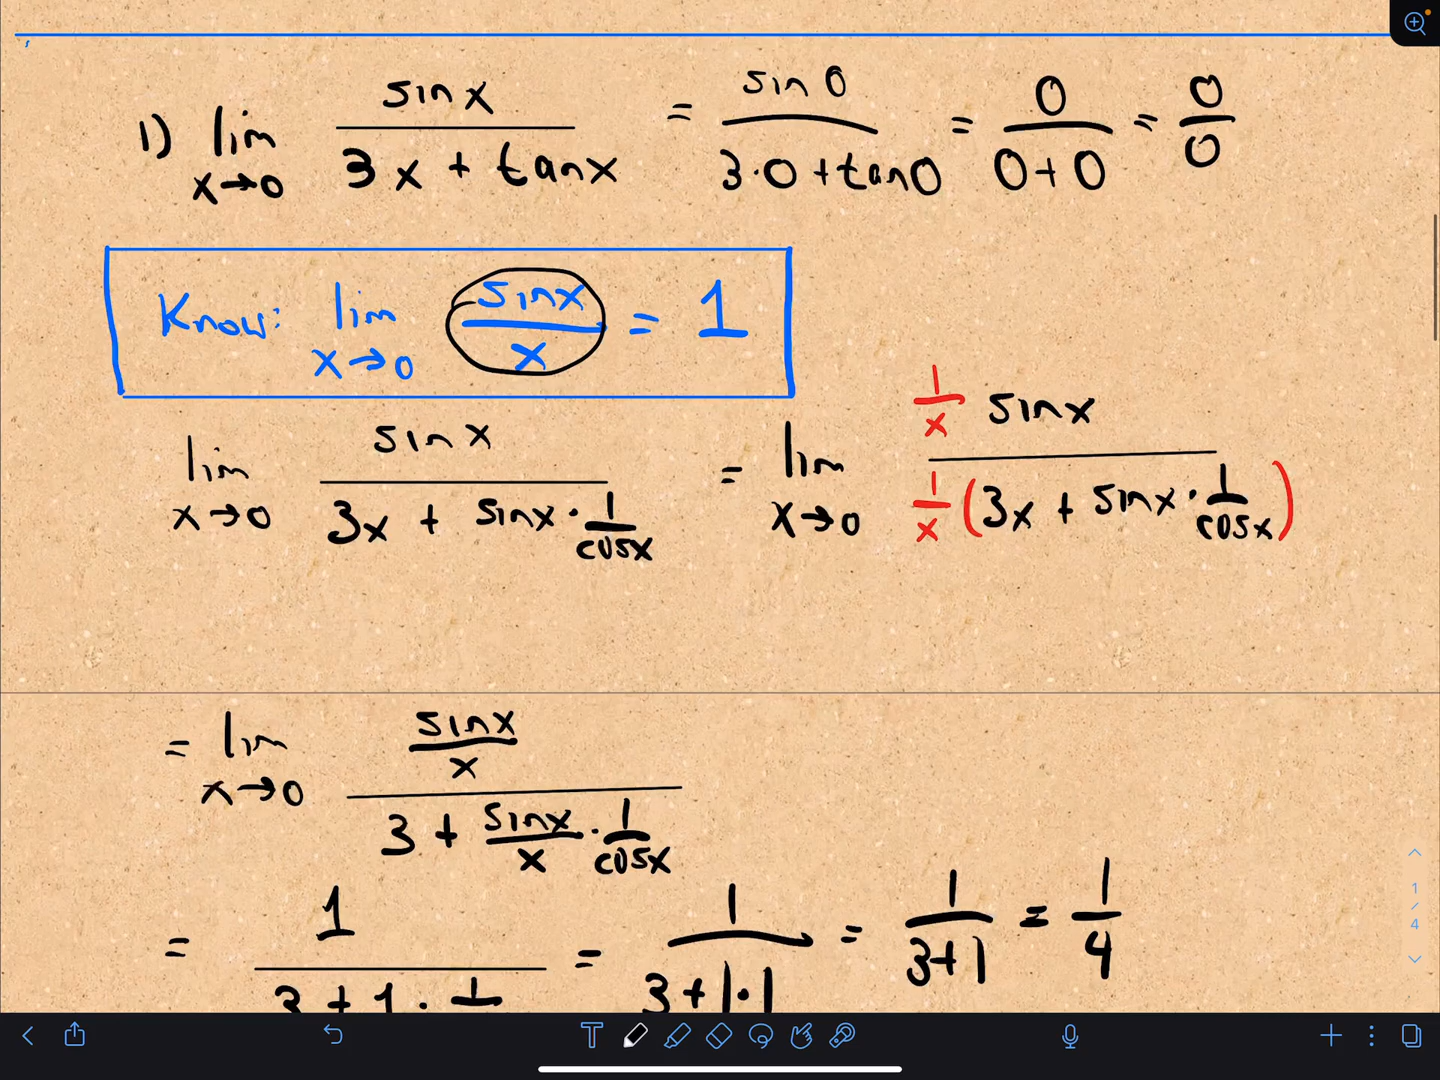 1) lim x→0 sin x / (3x + tan x) = sin 0 / (3·0 + tan 0) = 0 / (0+0) = 0/0
Know: lim x→0 sin x / x = 1
lim x→0 sin x / (3x + sin x · 1/cos x) = lim x→0 1/x sin x / 1/x (3x + sin x · 1/cos x)
= lim x→0 (sin x / x) / (3 + sin x / x · 1/cos x)
= 1 / (3 + 1 · 1 = 1 / (3 + 1·1) = 1 / (3+1) = 1/4
1 / 4
T